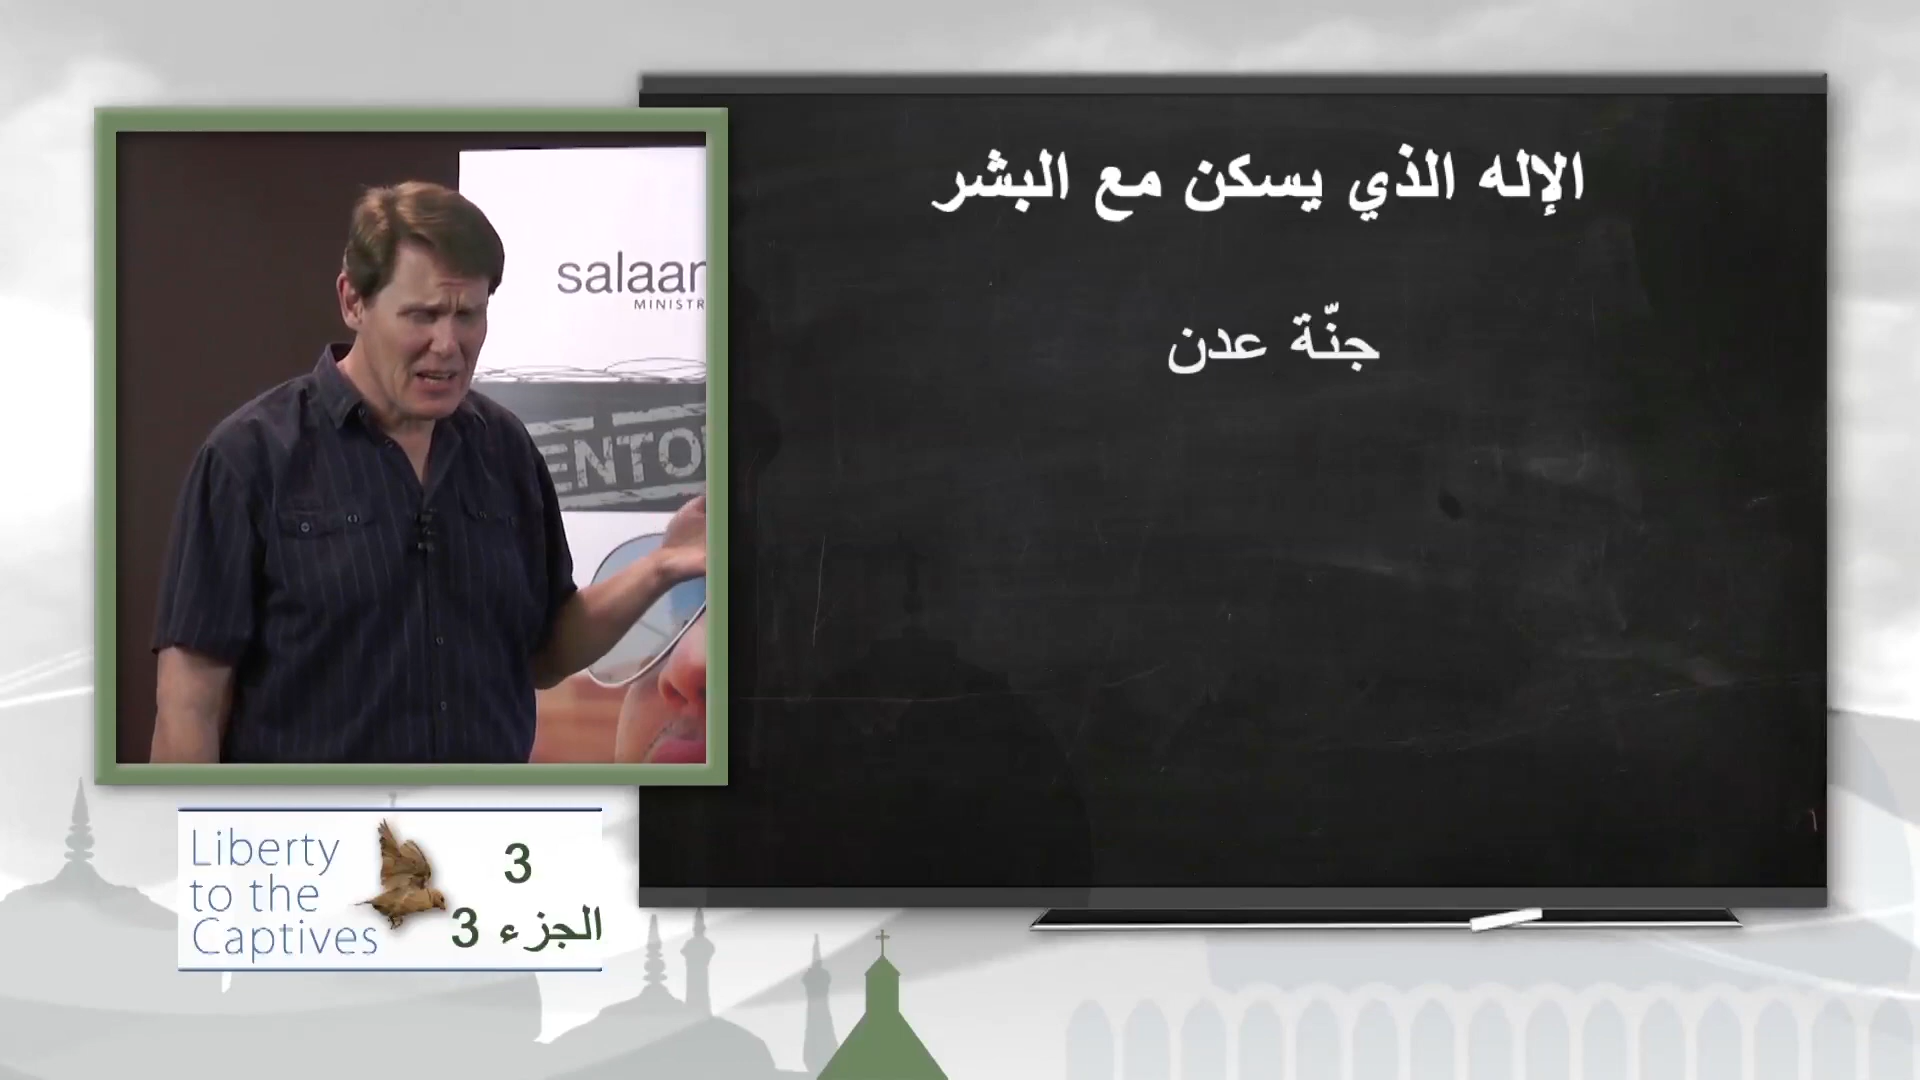 الإله الذي يسكن مع البشر
جنّة عدن
salaam
MINISTR
ENTO
Liberty
to the
Captives
3
الجزء 3